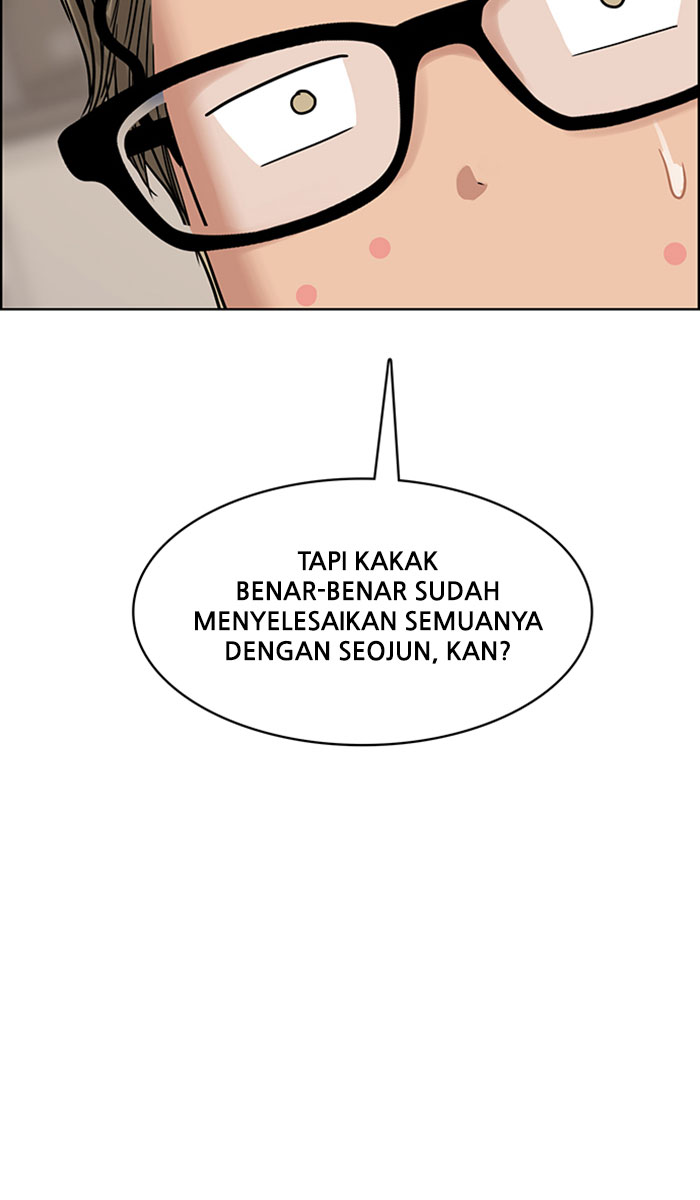 TAPI KAKAK
BENAR-BENAR SUDAH
MENYELESAIKAN SEMUANYA
DENGAN SEOJUN, KAN?